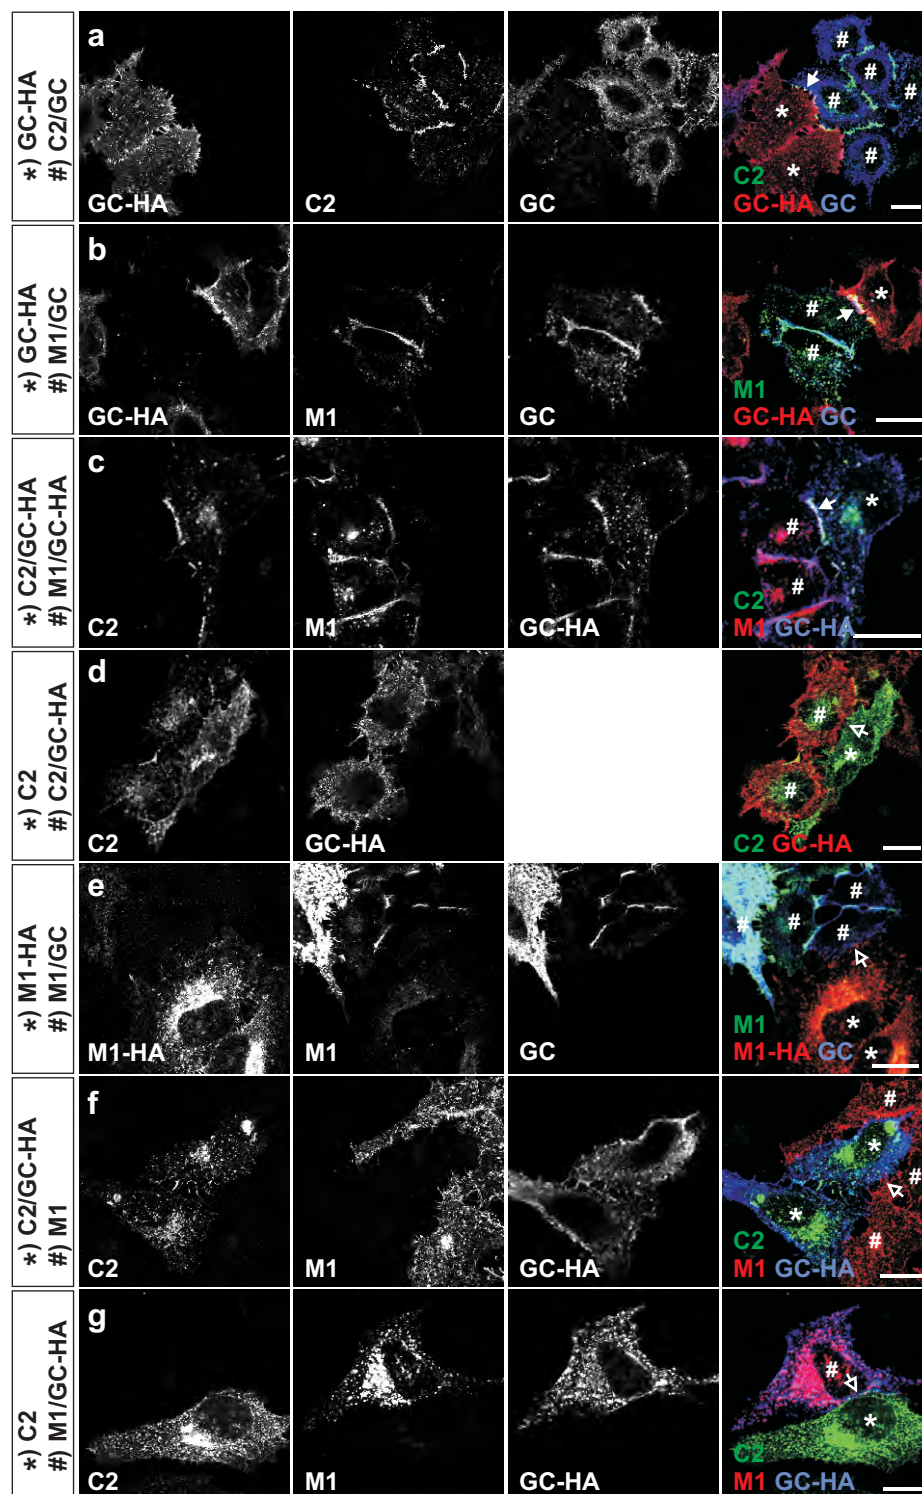 *) GC-HA
#) C2/GC
a
GC-HA
C2
GC
C2
GC-HA GC
*
*
#
#
#
#
#
*) GC-HA
#) M1/GC
b
GC-HA
M1
GC
M1
GC-HA GC
#
#
*
*) C2/GC-HA
#) M1/GC-HA
c
C2
M1
GC-HA
C2
M1 GC-HA
#
#
*
*) C2
#) C2/GC-HA
d
C2
GC-HA
C2 GC-HA
#
#
*
*) M1-HA
#) M1/GC
e
M1-HA
M1
GC
M1
M1-HA GC
#
#
#
#
*
*
*) C2/GC-HA
#) M1
f
C2
M1
GC-HA
C2
M1 GC-HA
#
#
#
*
*
*) C2
#) M1/GC-HA
g
C2
M1
GC-HA
C2
M1 GC-HA
#
*